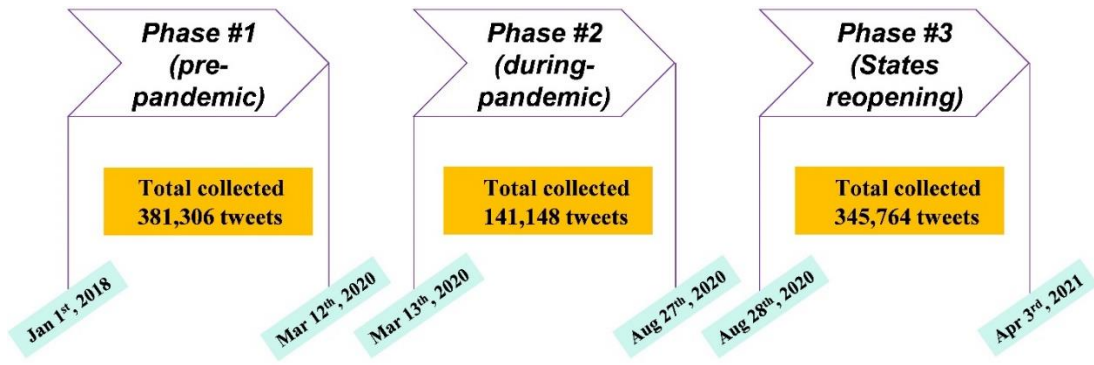 Phase #1
(pre-
pandemic)
Total collected
381,306 tweets
Jan 1st, 2018
Mar 12th, 2020
Phase #2
(during-
pandemic)
Total collected
141,148 tweets
Mar 13th, 2020
Aug 27th, 2020
Phase #3
(States
reopening)
Total collected
345,764 tweets
Aug 28th, 2020
Apr 3rd, 2021